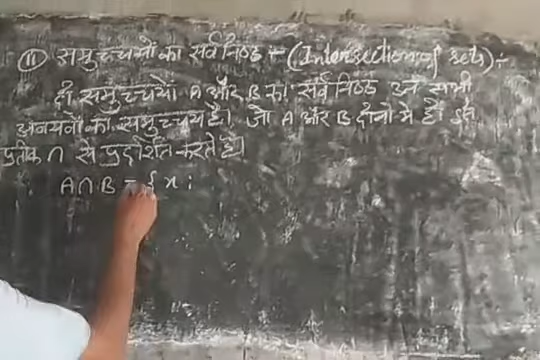 (ii) समुच्चयों का सर्वनिष्ठ - (Intersection of sets) :-
दो समुच्चयों A और B का सर्वनिष्ठ उन सभी
अवयवों का समुच्चय है। जो A और B दोनों मे है। इसे
प्रतीक ∩ से प्रदर्शित करते है।
A ∩ B = { x :